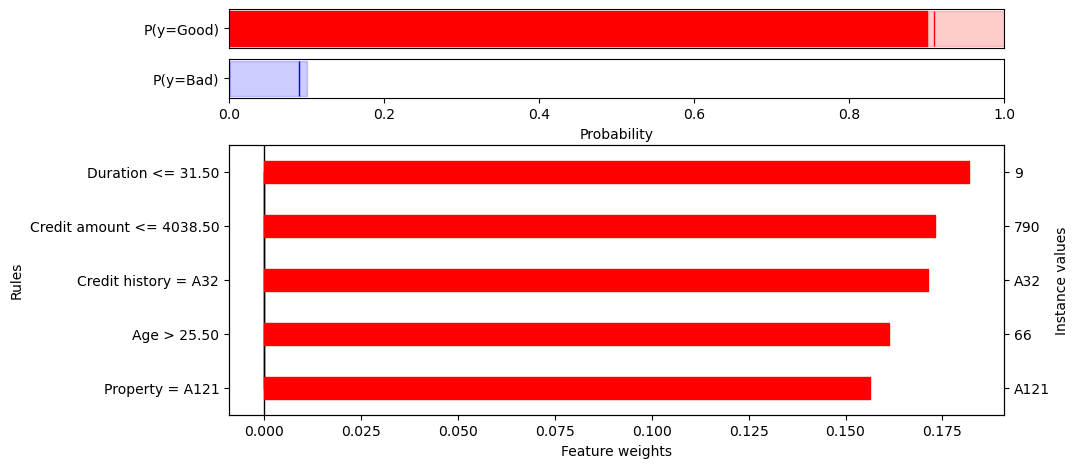 P(y=Good)
P(y=Bad)
0.0 0.2 0.4 0.6 0.8 1.0
Probability
Rules
Duration <= 31.50 9
Credit amount <= 4038.50 790
Credit history = A32 A32
Age > 25.50 66
Property = A121 A121
Instance values
0.000 0.025 0.050 0.075 0.100 0.125 0.150 0.175
Feature weights